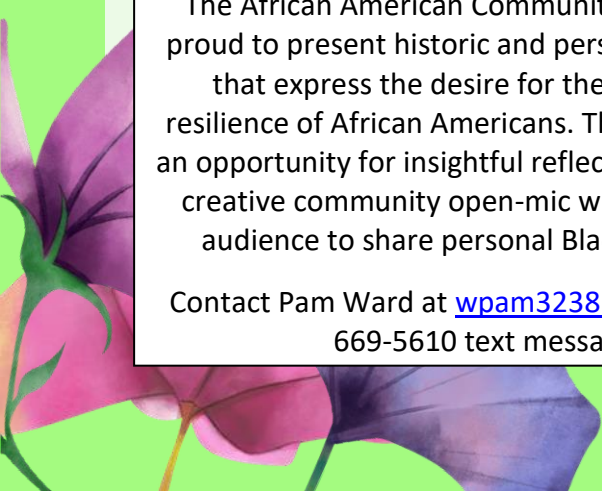 The African American Communit
proud to present historic and pers
that express the desire for the
resilience of African Americans. Th
an opportunity for insightful reflec
creative community open-mic w
audience to share personal Bla
Contact Pam Ward at wpam3238
669-5610 text messa